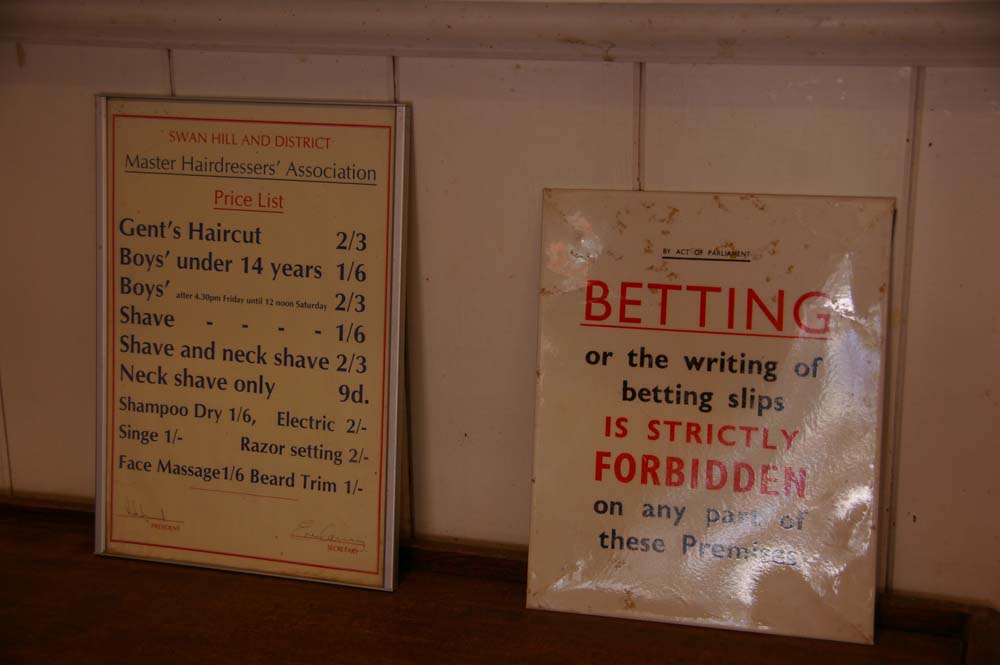 SWAN HILL AND DISTRICT
Master Hairdressers' Association
Price List
Gent's Haircut 2/3
Boys' under 14 years 1/6
Boys' after 4.30pm Friday until 12 noon Saturday 2/3
Shave - - - - 1/6
Shave and neck shave 2/3
Neck shave only 9d.
Shampoo Dry 1/6, Electric 2/-
Singe 1/- Razor setting 2/-
Face Massage 1/6 Beard Trim 1/-
PRESIDENT
SECRETARY
BY ACT OF PARLIAMENT
BETTING
or the writing of
betting slips
IS STRICTLY
FORBIDDEN
on any part of
these Premises